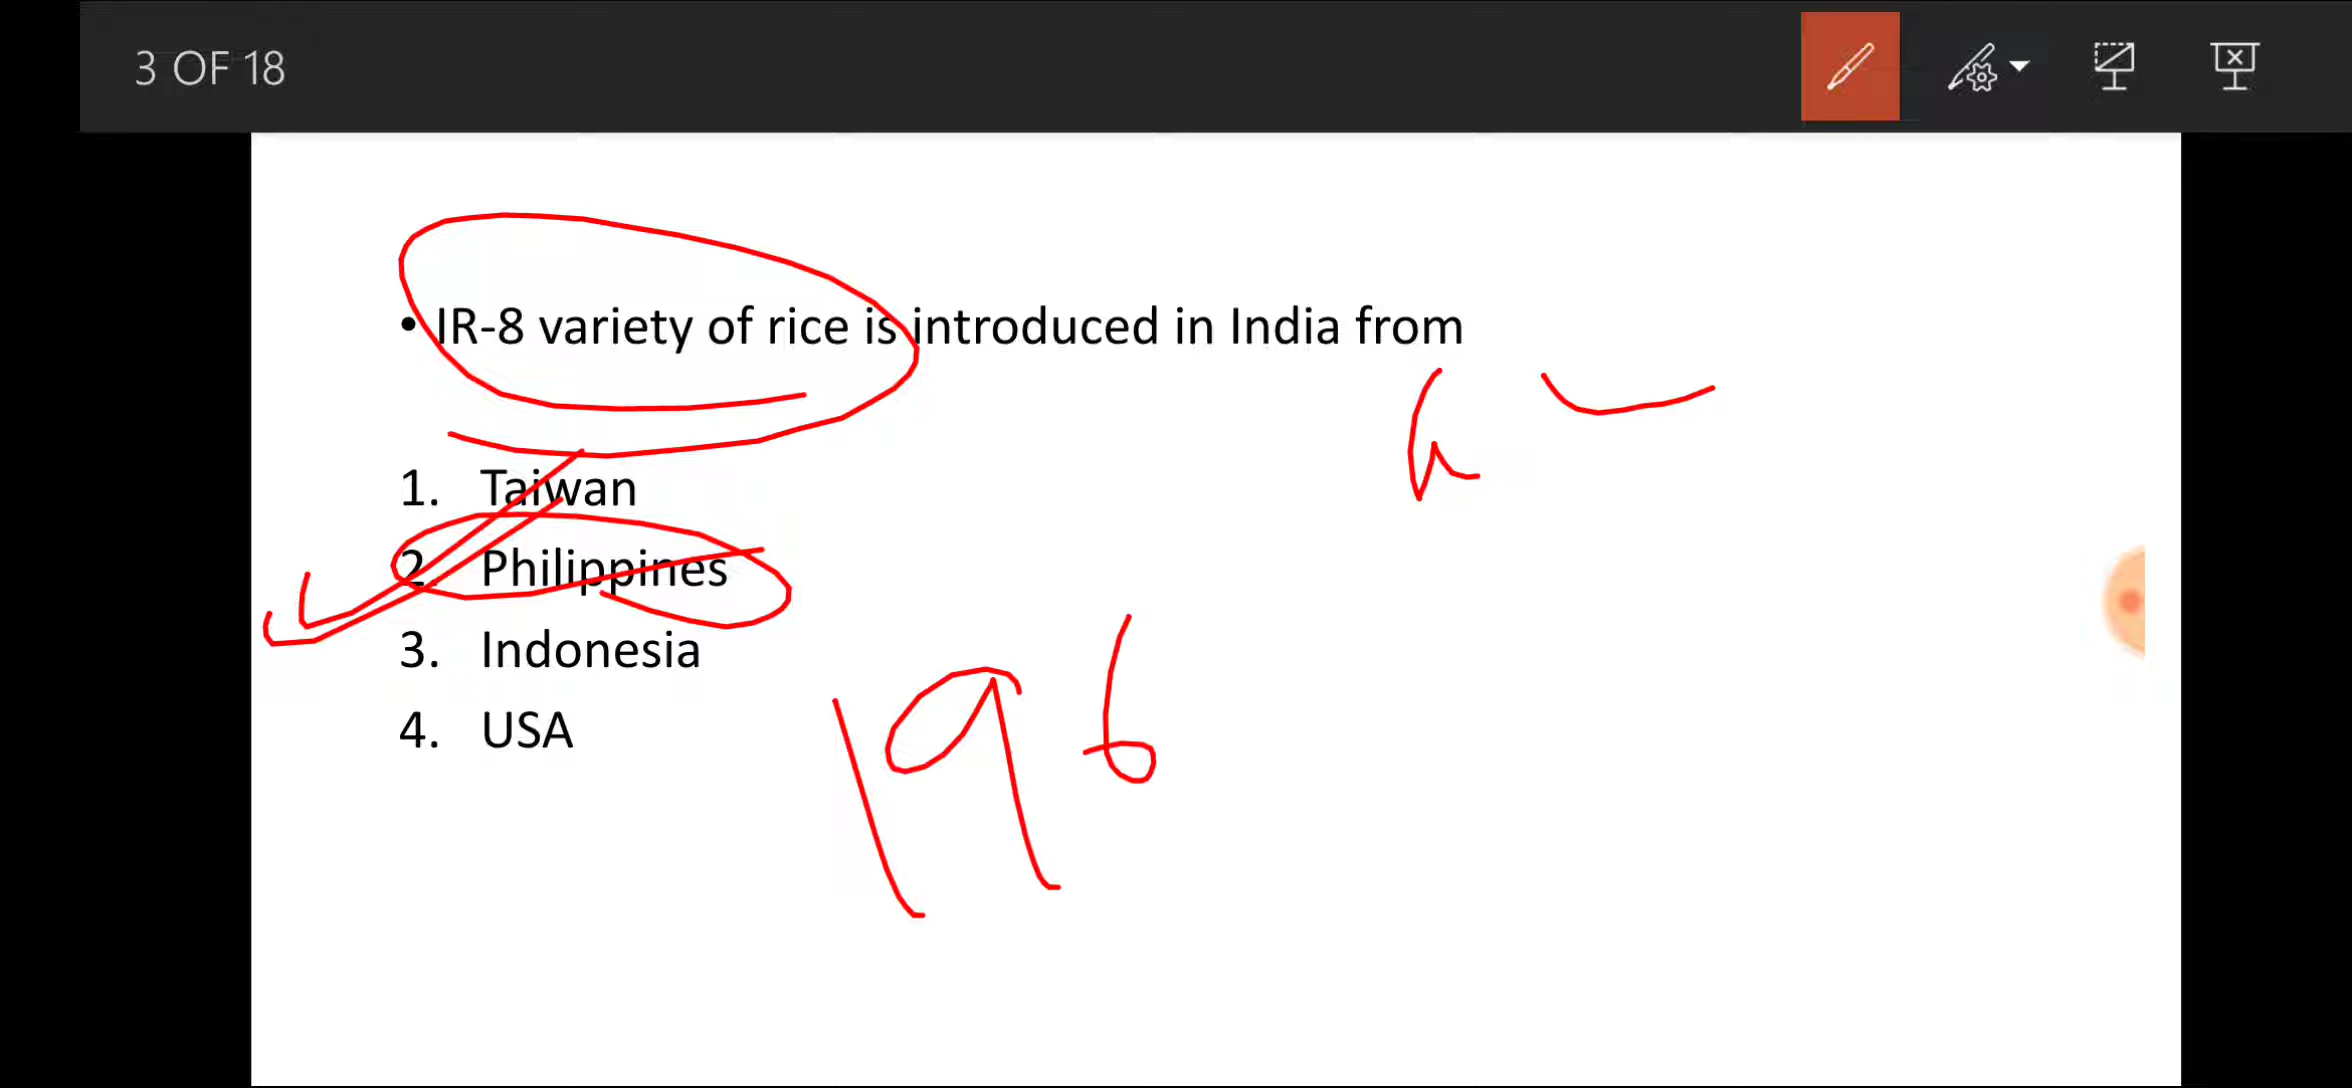 3 OF 18
• IR-8 variety of rice is introduced in India from
1. Taiwan
2. Philippines
3. Indonesia
4. USA
196